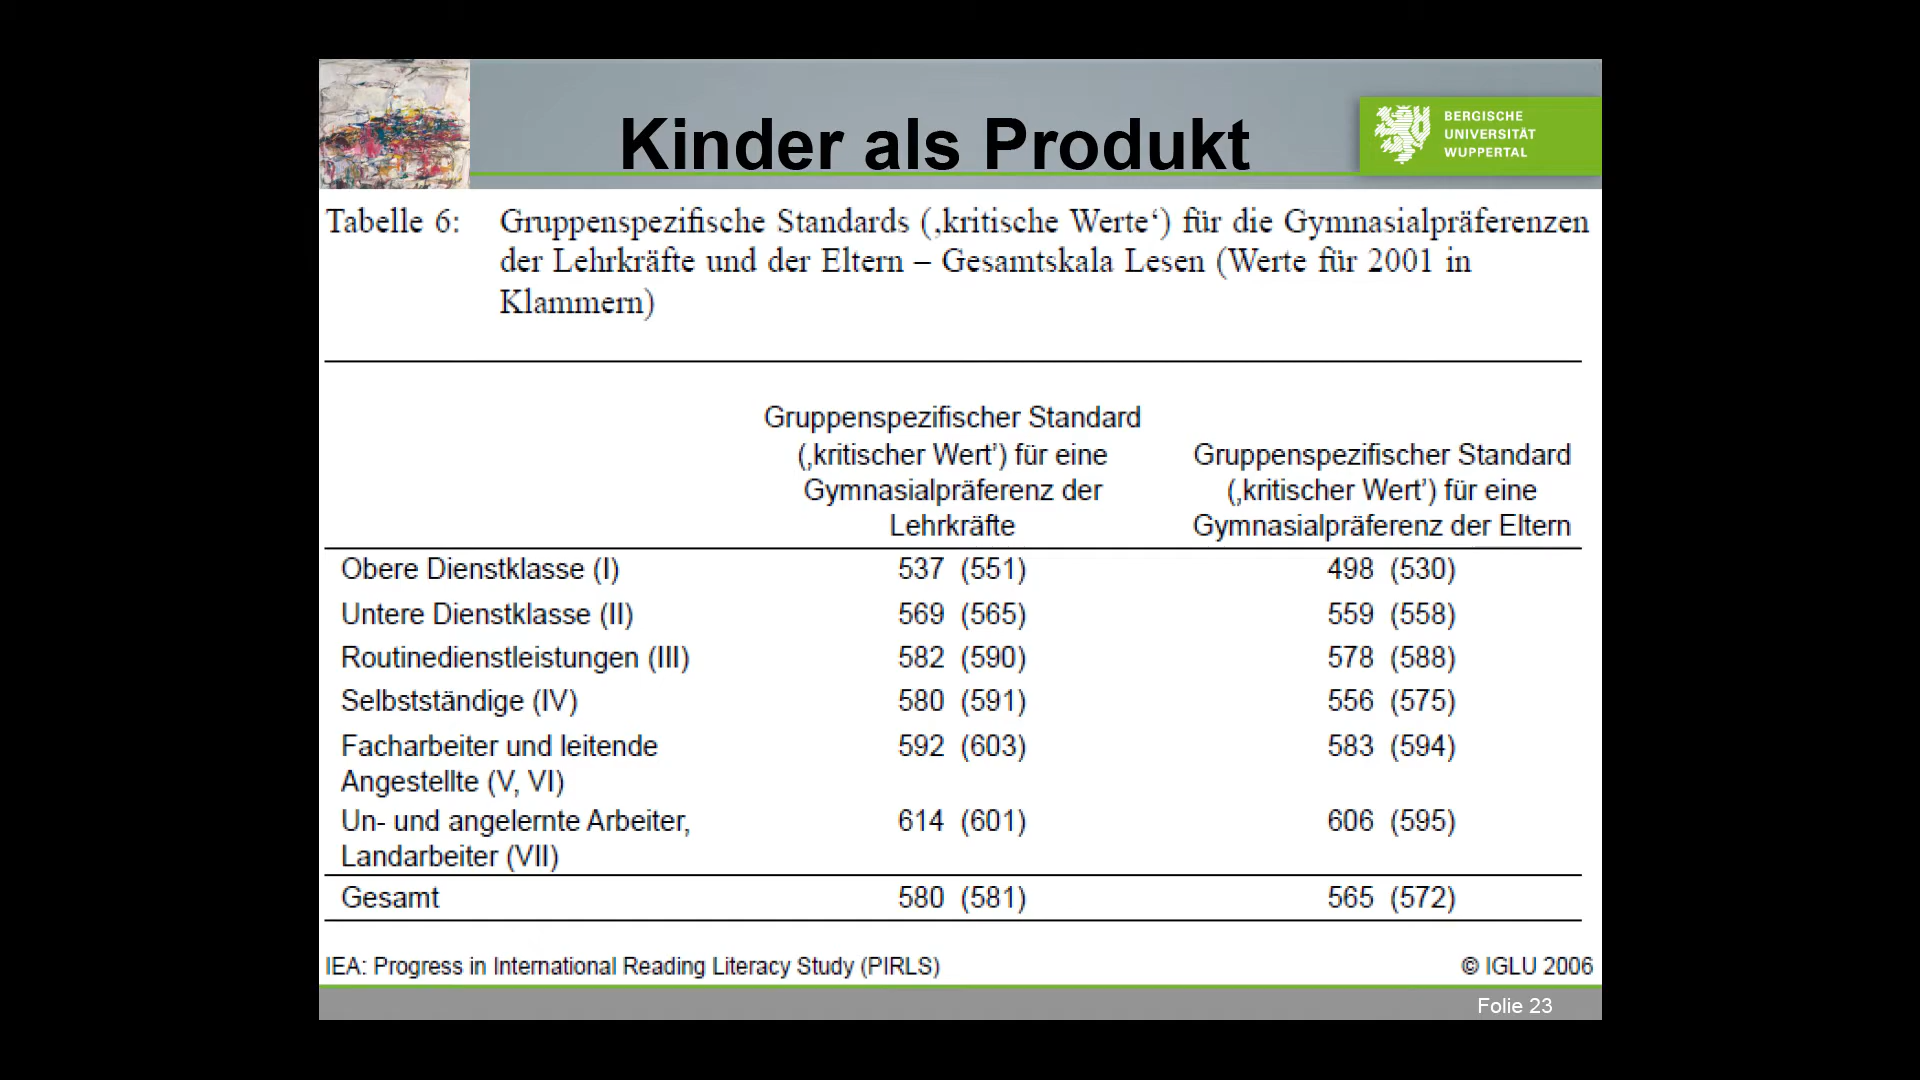 Kinder als Produkt
BERGISCHE
UNIVERSITÄT
WUPPERTAL
Tabelle 6: Gruppenspezifische Standards (‚kritische Werte‘) für die Gymnasialpräferenzen
der Lehrkräfte und der Eltern – Gesamtskala Lesen (Werte für 2001 in
Klammern)
Gruppenspezifischer Standard
(‚kritischer Wert’) für eine
Gymnasialpräferenz der
Lehrkräfte
Gruppenspezifischer Standard
(‚kritischer Wert’) für eine
Gymnasialpräferenz der Eltern
Obere Dienstklasse (I) 537 (551) 498 (530)
Untere Dienstklasse (II) 569 (565) 559 (558)
Routinedienstleistungen (III) 582 (590) 578 (588)
Selbstständige (IV) 580 (591) 556 (575)
Facharbeiter und leitende 592 (603) 583 (594)
Angestellte (V, VI)
Un- und angelernte Arbeiter, 614 (601) 606 (595)
Landarbeiter (VII)
Gesamt 580 (581) 565 (572)
IEA: Progress in International Reading Literacy Study (PIRLS) © IGLU 2006
Folie 23